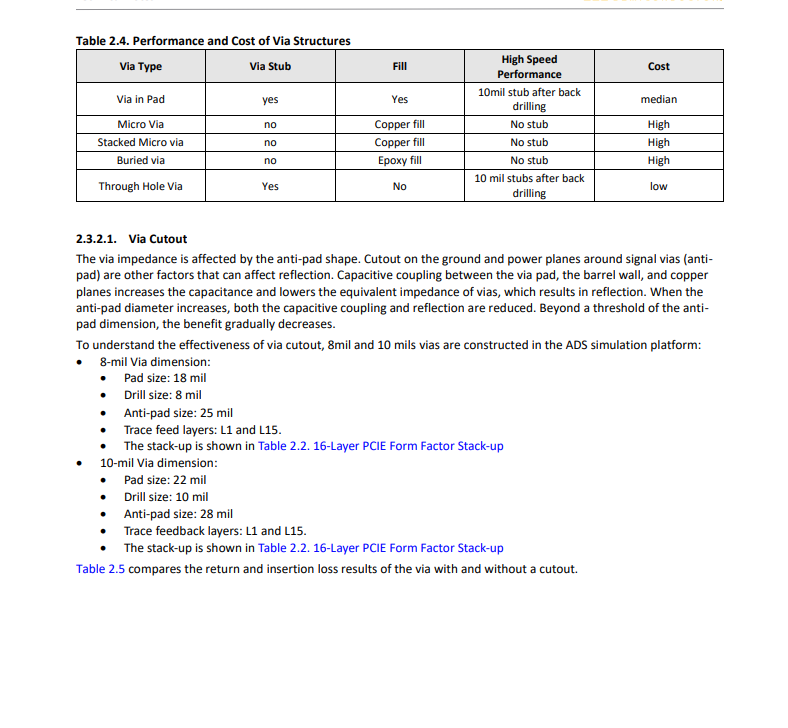 Table 2.4. Performance and Cost of Via Structures
Via Type Via Stub Fill High Speed Performance Cost
Via in Pad yes Yes 10mil stub after back drilling median
Micro Via no Copper fill No stub High
Stacked Micro via no Copper fill No stub High
Buried via no Epoxy fill No stub High
Through Hole Via Yes No 10 mil stubs after back drilling low
2.3.2.1. Via Cutout
The via impedance is affected by the anti-pad shape. Cutout on the ground and power planes around signal vias (anti-
pad) are other factors that can affect reflection. Capacitive coupling between the via pad, the barrel wall, and copper
planes increases the capacitance and lowers the equivalent impedance of vias, which results in reflection. When the
anti-pad diameter increases, both the capacitive coupling and reflection are reduced. Beyond a threshold of the anti-
pad dimension, the benefit gradually decreases.
To understand the effectiveness of via cutout, 8mil and 10 mils vias are constructed in the ADS simulation platform:
• 8-mil Via dimension:
• Pad size: 18 mil
• Drill size: 8 mil
• Anti-pad size: 25 mil
• Trace feed layers: L1 and L15.
• The stack-up is shown in Table 2.2. 16-Layer PCIE Form Factor Stack-up
• 10-mil Via dimension:
• Pad size: 22 mil
• Drill size: 10 mil
• Anti-pad size: 28 mil
• Trace feedback layers: L1 and L15.
• The stack-up is shown in Table 2.2. 16-Layer PCIE Form Factor Stack-up
Table 2.5 compares the return and insertion loss results of the via with and without a cutout.